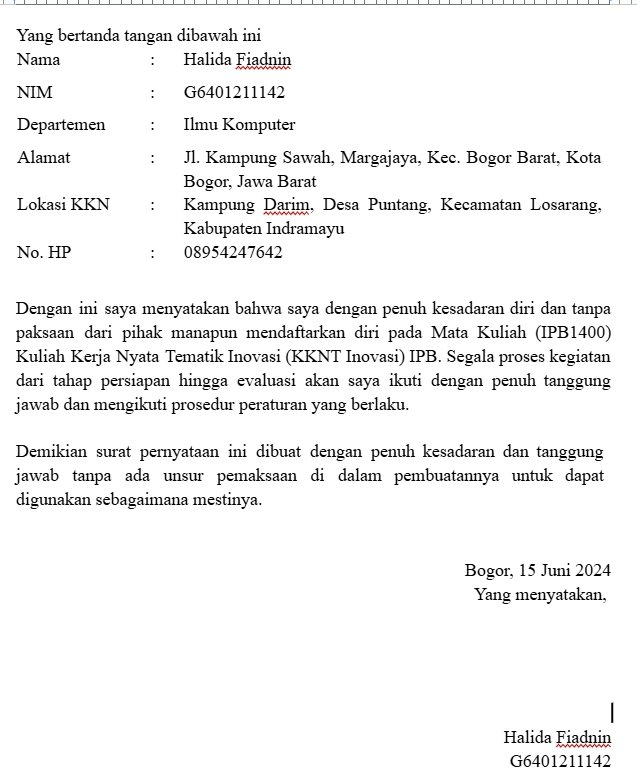 Yang bertanda tangan dibawah ini
Nama : Halida Fiadnin
NIM : G6401211142
Departemen : Ilmu Komputer
Alamat : Jl. Kampung Sawah, Margajaya, Kec. Bogor Barat, Kota
Bogor, Jawa Barat
Lokasi KKN : Kampung Darim, Desa Puntang, Kecamatan Losarang,
Kabupaten Indramayu
No. HP : 08954247642
Dengan ini saya menyatakan bahwa saya dengan penuh kesadaran diri dan tanpa
paksaan dari pihak manapun mendaftarkan diri pada Mata Kuliah (IPB1400)
Kuliah Kerja Nyata Tematik Inovasi (KKNT Inovasi) IPB. Segala proses kegiatan
dari tahap persiapan hingga evaluasi akan saya ikuti dengan penuh tanggung
jawab dan mengikuti prosedur peraturan yang berlaku.
Demikian surat pernyataan ini dibuat dengan penuh kesadaran dan tanggung
jawab tanpa ada unsur pemaksaan di dalam pembuatannya untuk dapat
digunakan sebagaimana mestinya.
Bogor, 15 Juni 2024
Yang menyatakan,
Halida Fiadnin
G6401211142